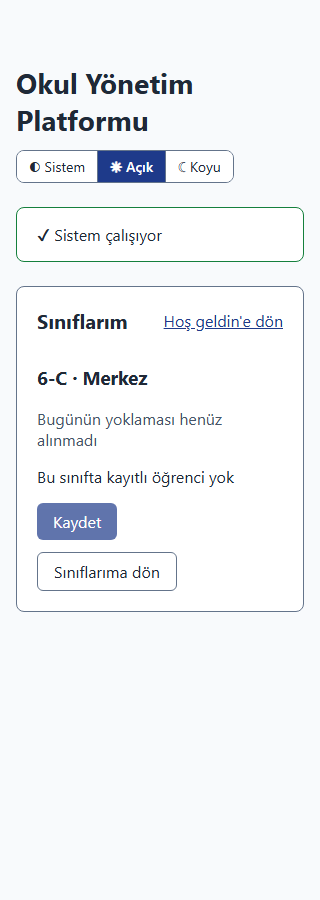 Okul Yönetim
Platformu
Sistem
Açık
Koyu
✓ Sistem çalışıyor
Sınıflarım
Hoş geldin'e dön
6-C · Merkez
Bugünün yoklaması henüz
alınmadı
Bu sınıfta kayıtlı öğrenci yok
Kaydet
Sınıflarıma dön